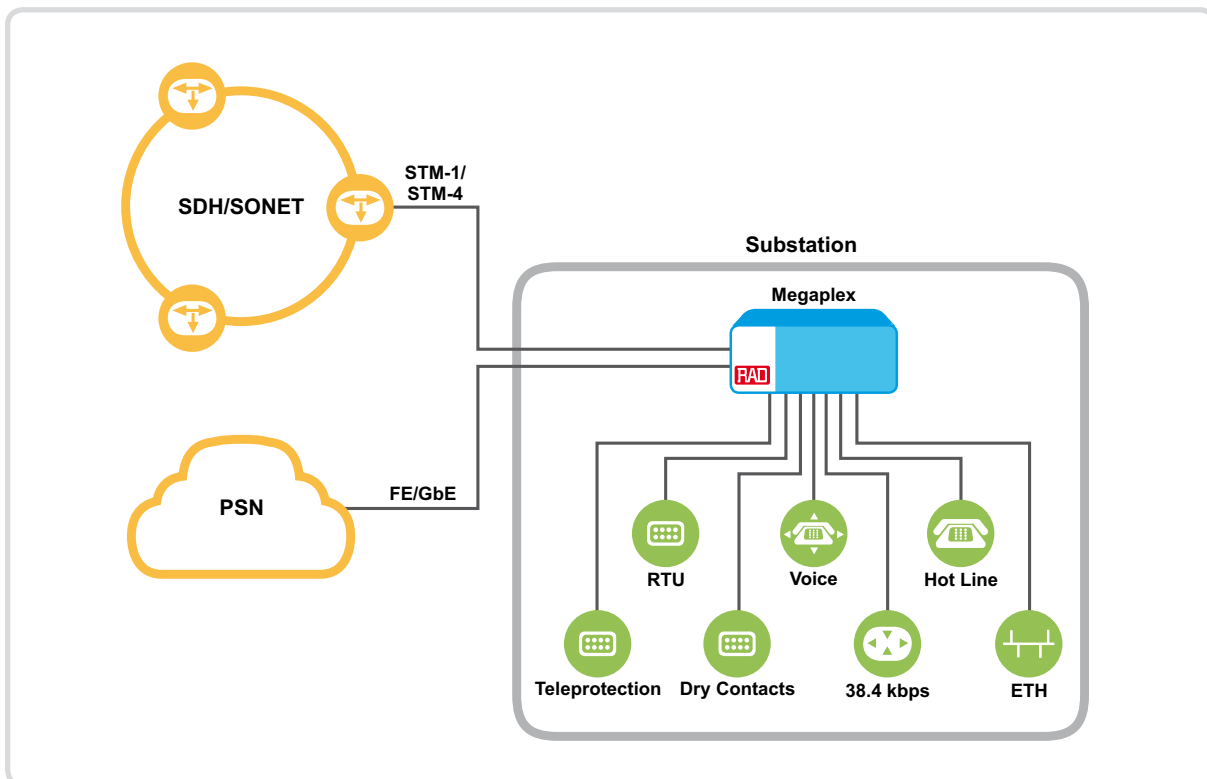 STM-1/
STM-4
SDH/SONET
Substation
Megaplex
RAD
PSN
FE/GbE
RTU
Voice
Hot Line
Teleprotection
Dry Contacts
38.4 kbps
ETH